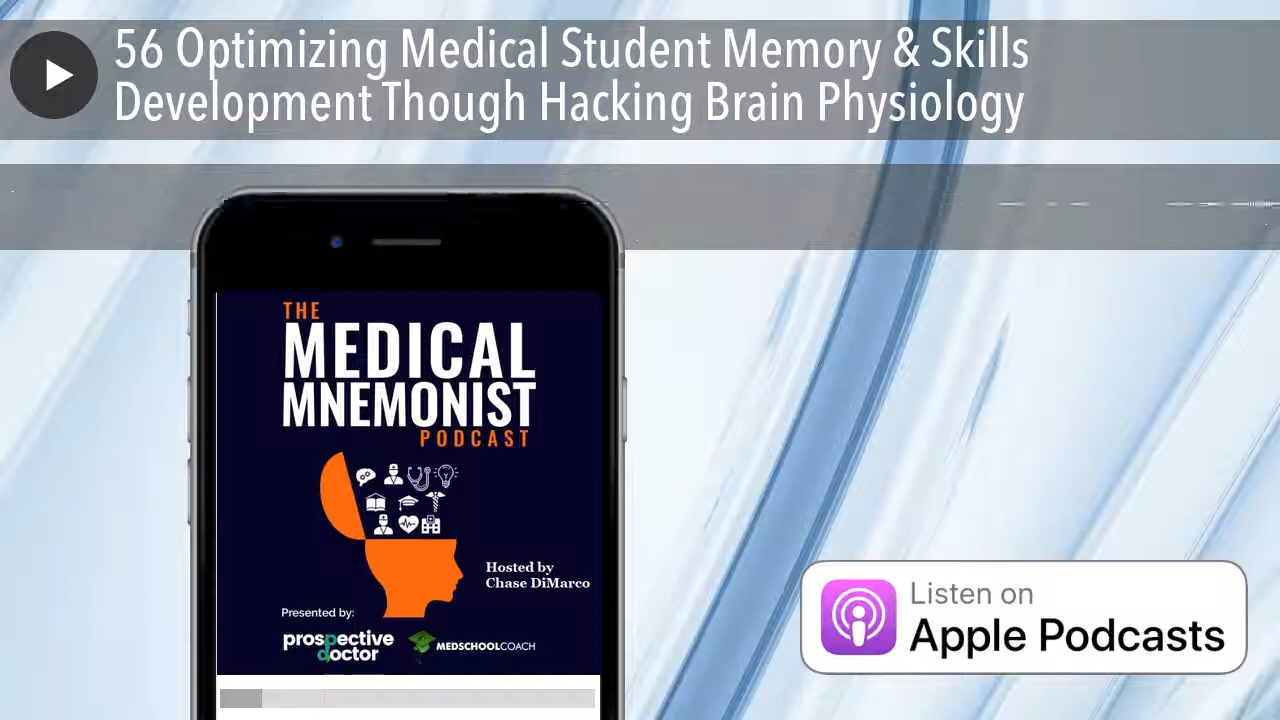 56 Optimizing Medical Student Memory & Skills
Development Though Hacking Brain Physiology
THE
MEDICAL
MNEMONIST
PODCAST
Hosted by
Chase DiMarco
Presented by:
prospective
doctor
MEDSCHOOLCOACH
Listen on
Apple Podcasts